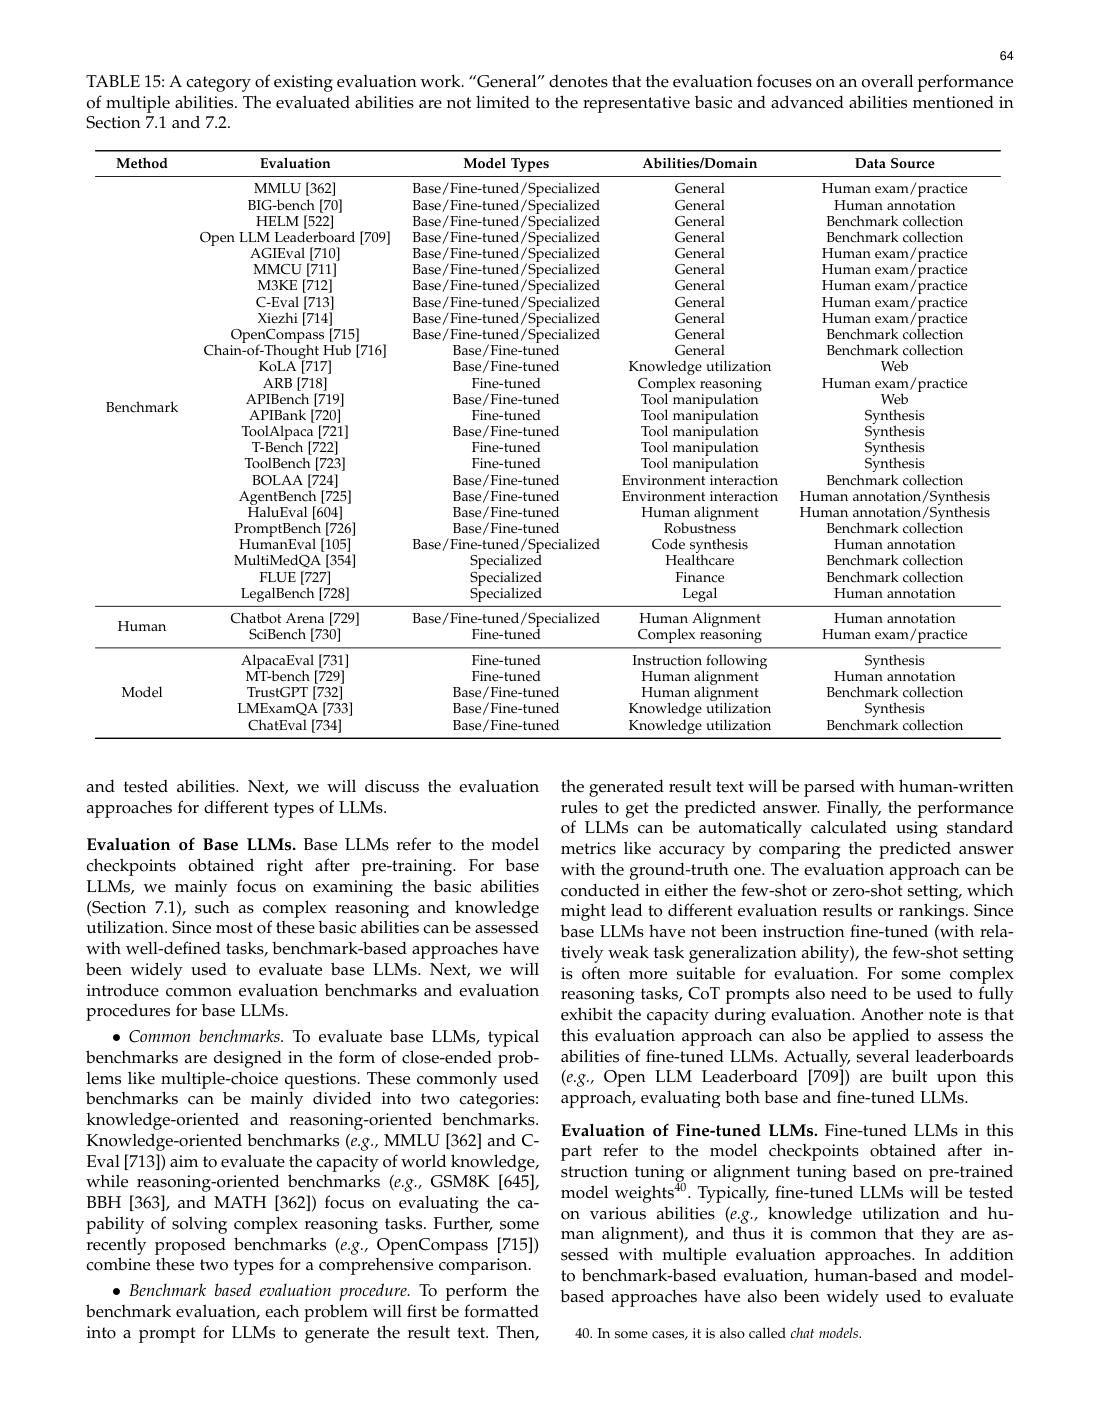 64
TABLE 15: A category of existing evaluation work. “General” denotes that the evaluation focuses on an overall performance
of multiple abilities. The evaluated abilities are not limited to the representative basic and advanced abilities mentioned in
Section 7.1 and 7.2.
Method Evaluation Model Types Abilities/Domain Data Source
MMLU [362] Base/Fine-tuned/Specialized General Human exam/practice
BIG-bench [70] Base/Fine-tuned/Specialized General Human annotation
HELM [522] Base/Fine-tuned/Specialized General Benchmark collection
Open LLM Leaderboard [709] Base/Fine-tuned/Specialized General Benchmark collection
AGIEval [710] Base/Fine-tuned/Specialized General Human exam/practice
MMCU [711] Base/Fine-tuned/Specialized General Human exam/practice
M3KE [712] Base/Fine-tuned/Specialized General Human exam/practice
C-Eval [713] Base/Fine-tuned/Specialized General Human exam/practice
Xiezhi [714] Base/Fine-tuned/Specialized General Human exam/practice
OpenCompass [715] Base/Fine-tuned/Specialized General Benchmark collection
Chain-of-Thought Hub [716] Base/Fine-tuned General Benchmark collection
KoLA [717] Base/Fine-tuned Knowledge utilization Web
ARB [718] Fine-tuned Complex reasoning Human exam/practice
Benchmark APIBench [719] Base/Fine-tuned Tool manipulation Web
APIBank [720] Fine-tuned Tool manipulation Synthesis
ToolAlpaca [721] Base/Fine-tuned Tool manipulation Synthesis
T-Bench [722] Fine-tuned Tool manipulation Synthesis
ToolBench [723] Fine-tuned Tool manipulation Synthesis
BOLAA [724] Base/Fine-tuned Environment interaction Benchmark collection
AgentBench [725] Base/Fine-tuned Environment interaction Human annotation/Synthesis
HaluEval [604] Base/Fine-tuned Human alignment Human annotation/Synthesis
PromptBench [726] Base/Fine-tuned Robustness Benchmark collection
HumanEval [105] Base/Fine-tuned/Specialized Code synthesis Human annotation
MultiMedQA [354] Specialized Healthcare Benchmark collection
FLUE [727] Specialized Finance Benchmark collection
LegalBench [728] Specialized Legal Human annotation
Human Chatbot Arena [729] Base/Fine-tuned/Specialized Human Alignment Human annotation
SciBench [730] Fine-tuned Complex reasoning Human exam/practice
AlpacaEval [731] Fine-tuned Instruction following Synthesis
MT-bench [729] Fine-tuned Human alignment Human annotation
Model TrustGPT [732] Base/Fine-tuned Human alignment Benchmark collection
LMExamQA [733] Base/Fine-tuned Knowledge utilization Synthesis
ChatEval [734] Base/Fine-tuned Knowledge utilization Benchmark collection
and tested abilities. Next, we will discuss the evaluation
approaches for different types of LLMs.
Evaluation of Base LLMs. Base LLMs refer to the model
checkpoints obtained right after pre-training. For base
LLMs, we mainly focus on examining the basic abilities
(Section 7.1), such as complex reasoning and knowledge
utilization. Since most of these basic abilities can be assessed
with well-defined tasks, benchmark-based approaches have
been widely used to evaluate base LLMs. Next, we will
introduce common evaluation benchmarks and evaluation
procedures for base LLMs.
• Common benchmarks. To evaluate base LLMs, typical
benchmarks are designed in the form of close-ended prob-
lems like multiple-choice questions. These commonly used
benchmarks can be mainly divided into two categories:
knowledge-oriented and reasoning-oriented benchmarks.
Knowledge-oriented benchmarks (e.g., MMLU [362] and C-
Eval [713]) aim to evaluate the capacity of world knowledge,
while reasoning-oriented benchmarks (e.g., GSM8K [645],
BBH [363], and MATH [362]) focus on evaluating the ca-
pability of solving complex reasoning tasks. Further, some
recently proposed benchmarks (e.g., OpenCompass [715])
combine these two types for a comprehensive comparison.
• Benchmark based evaluation procedure. To perform the
benchmark evaluation, each problem will first be formatted
into a prompt for LLMs to generate the result text. Then,
the generated result text will be parsed with human-written
rules to get the predicted answer. Finally, the performance
of LLMs can be automatically calculated using standard
metrics like accuracy by comparing the predicted answer
with the ground-truth one. The evaluation approach can be
conducted in either the few-shot or zero-shot setting, which
might lead to different evaluation results or rankings. Since
base LLMs have not been instruction fine-tuned (with rela-
tively weak task generalization ability), the few-shot setting
is often more suitable for evaluation. For some complex
reasoning tasks, CoT prompts also need to be used to fully
exhibit the capacity during evaluation. Another note is that
this evaluation approach can also be applied to assess the
abilities of fine-tuned LLMs. Actually, several leaderboards
(e.g., Open LLM Leaderboard [709]) are built upon this
approach, evaluating both base and fine-tuned LLMs.
Evaluation of Fine-tuned LLMs. Fine-tuned LLMs in this
part refer to the model checkpoints obtained after in-
struction tuning or alignment tuning based on pre-trained
model weights⁴⁰. Typically, fine-tuned LLMs will be tested
on various abilities (e.g., knowledge utilization and hu-
man alignment), and thus it is common that they are as-
sessed with multiple evaluation approaches. In addition
to benchmark-based evaluation, human-based and model-
based approaches have also been widely used to evaluate
40. In some cases, it is also called chat models.